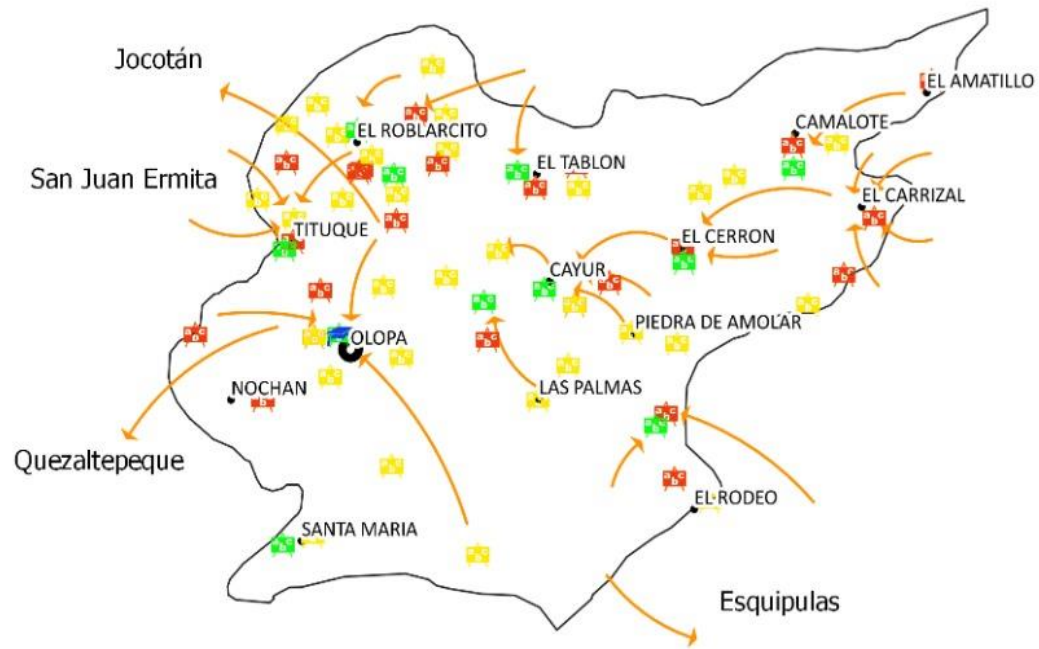 Jocotán
EL AMATILLO
CAMALOTE
EL ROBLARCITO
EL TABLON
San Juan Ermita
EL CARRIZAL
TITUQUE
EL CERRON
CAYUR
PIEDRA DE AMOLAR
OLOPA
NOCHAN
LAS PALMAS
Quezaltepeque
EL RODEO
SANTA MARIA
Esquipulas